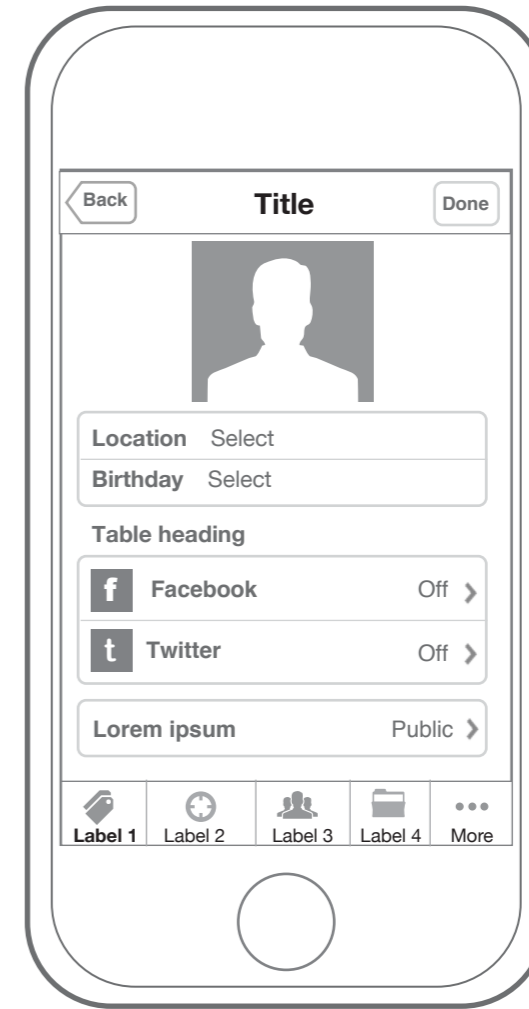 Back Title Done
Location Select
Birthday Select
Table heading
f Facebook Off
t Twitter Off
Lorem ipsum Public
Label 1 Label 2 Label 3 Label 4 More